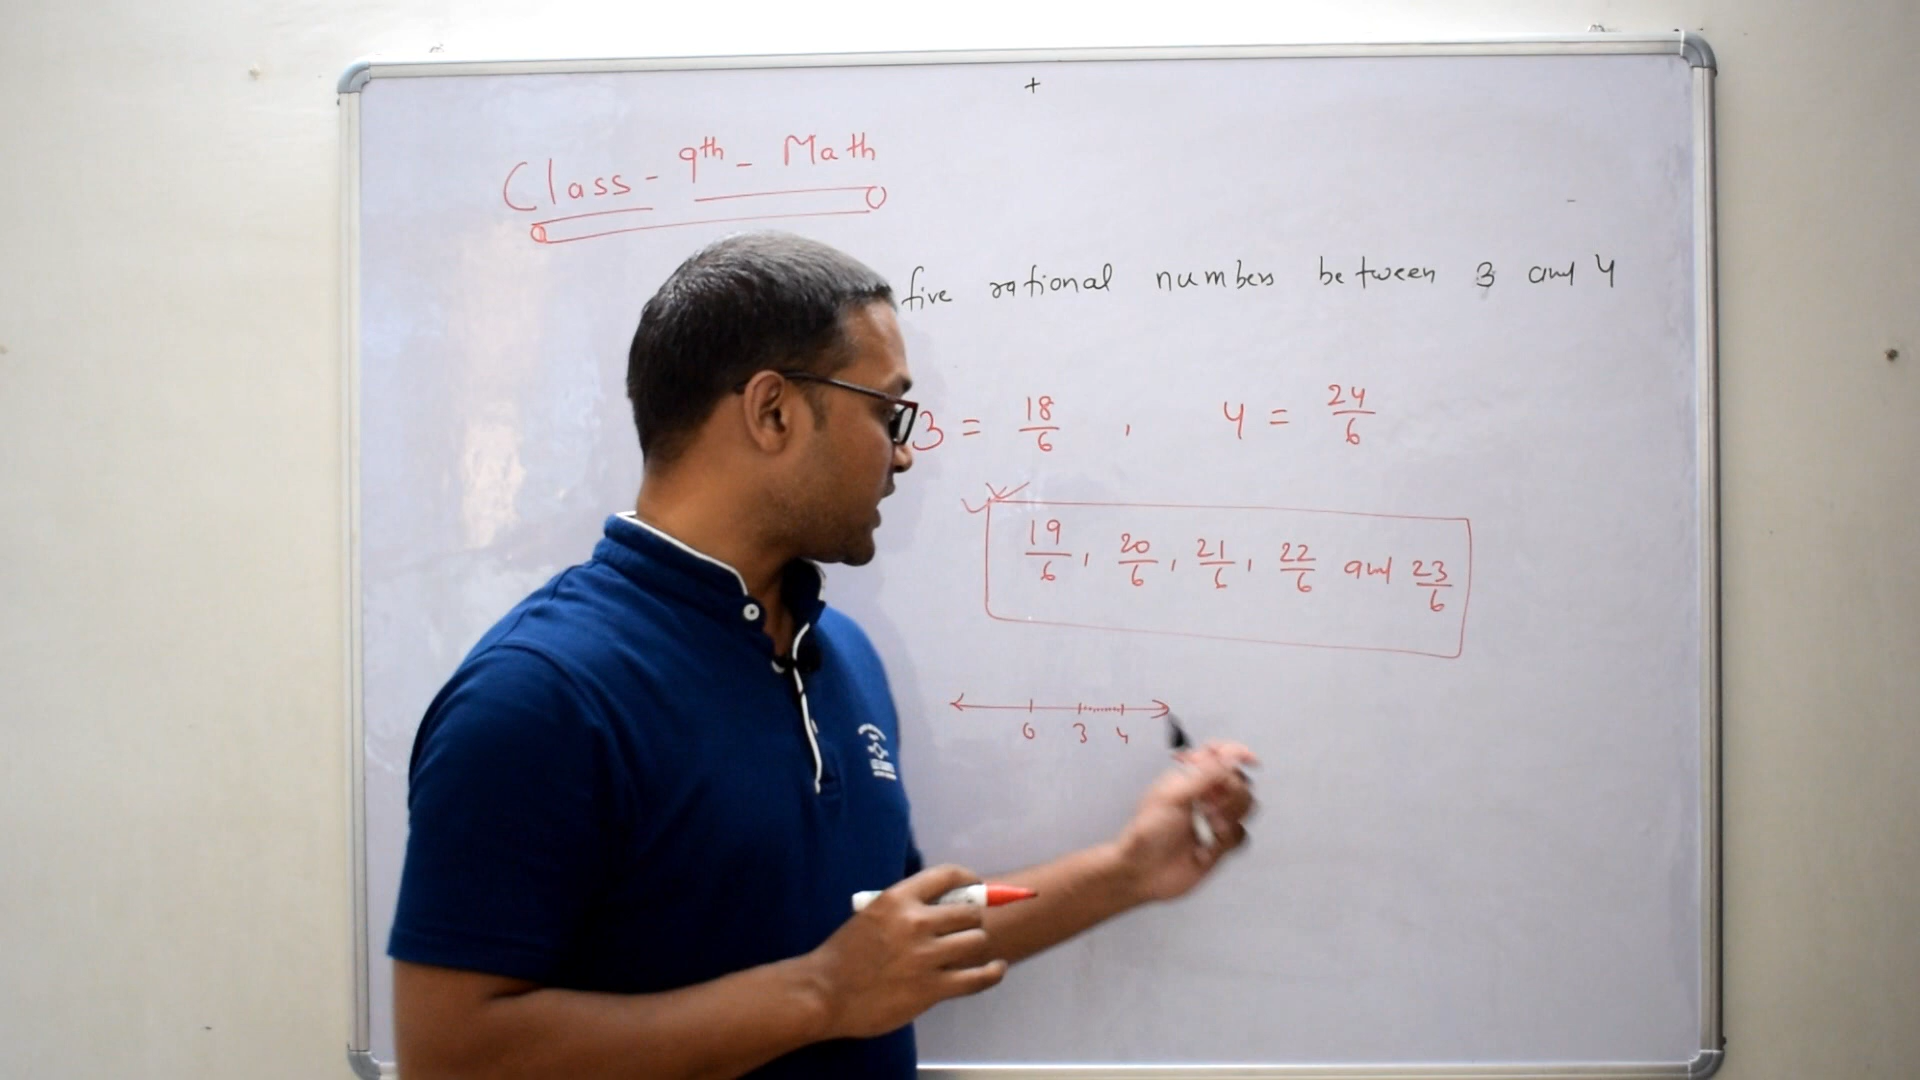 Class - 9th - Math
five rational numbers between 3 and 4
3 = 18/6 , 4 = 24/6
19/6, 20/6, 21/6, 22/6 and 23/6
0 3 4